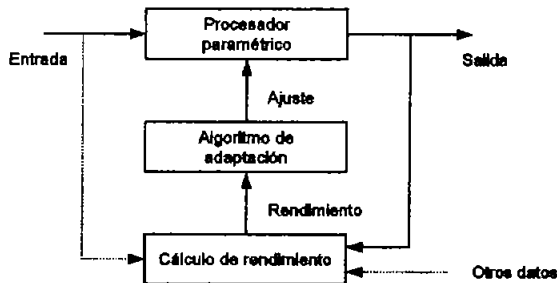 Procesador
paramétrico
Entrada
Salida
Ajuste
Algoritmo de
adaptación
Rendimiento
Cálculo de rendimiento
Otros datos